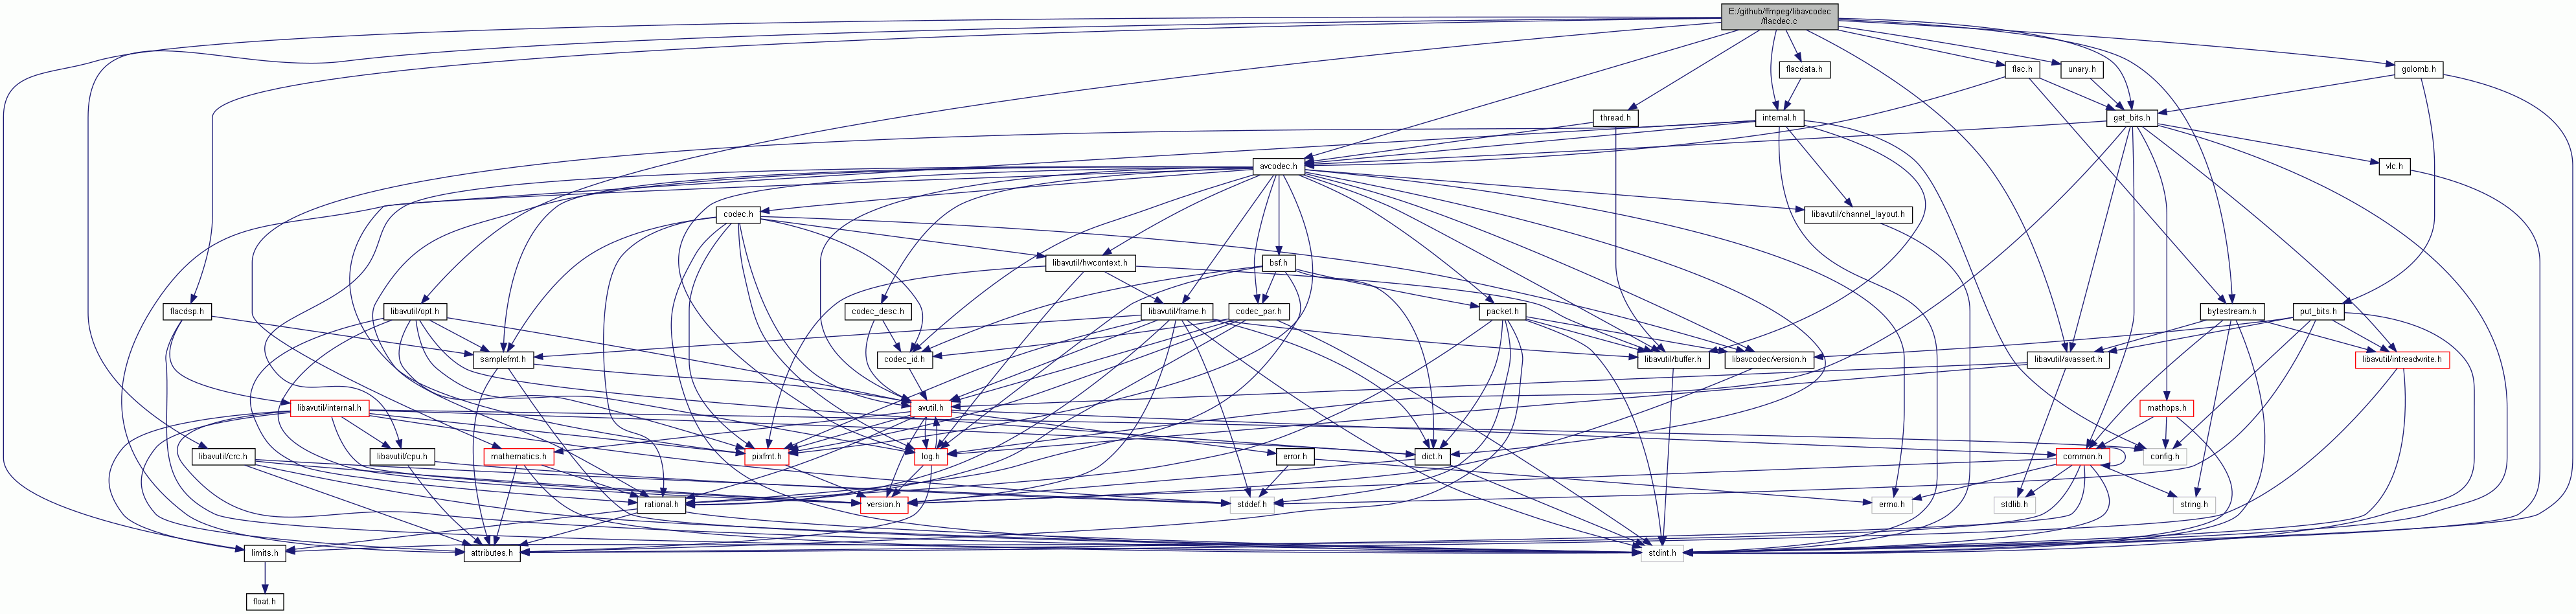 E:/github/ffmpeg/libavcodec
/flacdec.c
flacdata.h
flac.h
unary.h
golomb.h
thread.h
internal.h
get_bits.h
avcodec.h
vlc.h
codec.h
libavutil/channel_layout.h
libavutil/hwcontext.h
bsf.h
flacdsp.h
libavutil/opt.h
codec_desc.h
libavutil/frame.h
codec_par.h
packet.h
bytestream.h
put_bits.h
samplefmt.h
codec_id.h
libavutil/buffer.h
libavcodec/version.h
libavutil/avassert.h
libavutil/intreadwrite.h
libavutil/internal.h
avutil.h
mathops.h
libavutil/crc.h
libavutil/cpu.h
mathematics.h
pixfmt.h
log.h
error.h
dict.h
common.h
config.h
rational.h
version.h
stddef.h
errno.h
stdlib.h
string.h
limits.h
attributes.h
stdint.h
float.h